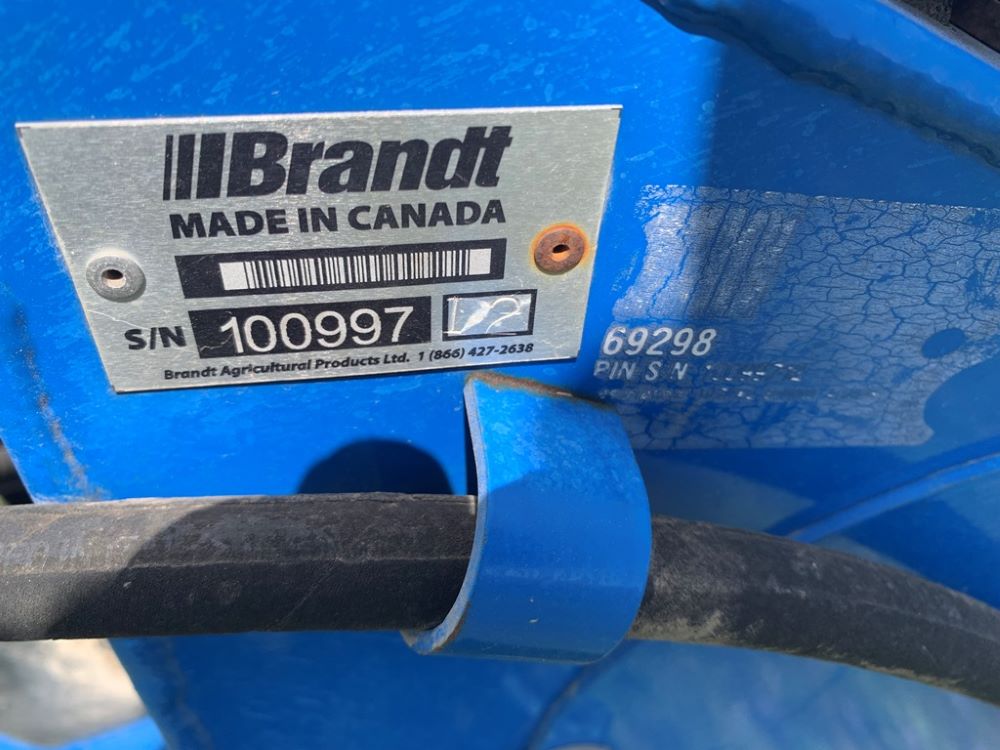 Brandt
MADE IN CANADA
S/N 100997
Brandt Agricultural Products Ltd. 1 (866) 427-2638
69298
PIN S N